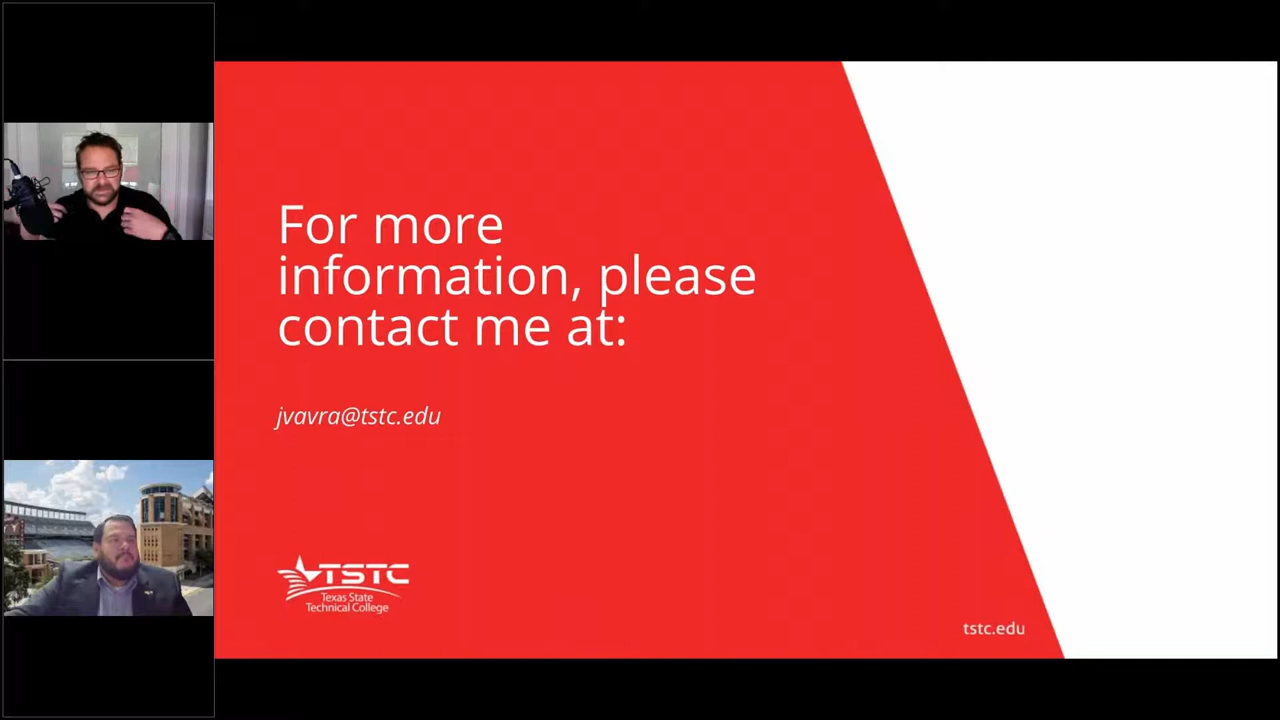 For more
information, please
contact me at:
jvavra@tstc.edu
TSTC
Texas State
Technical College
tstc.edu